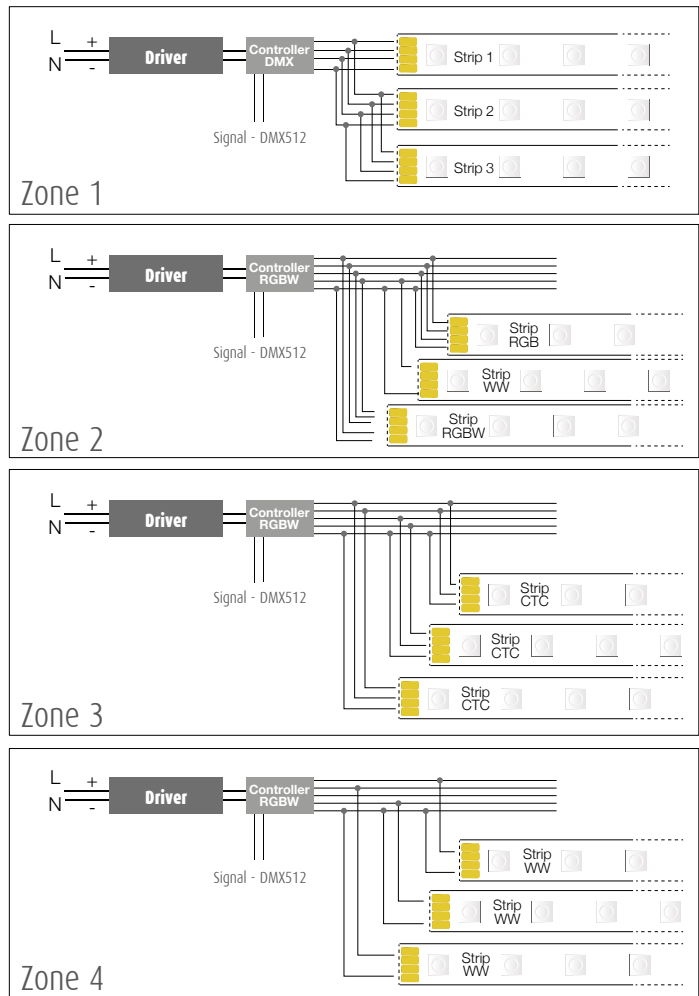 L + Driver Controller Strip 1
N - DMX
Strip 2
Signal - DMX512
Strip 3
Zone 1
L + Driver Controller
N - RGBW
Strip
RGB
Signal - DMX512
Strip
WW
Strip
RGBW
Zone 2
L + Driver Controller
N - RGBW
Strip
CTC
Signal - DMX512
Strip
CTC
Strip
CTC
Zone 3
L + Driver Controller
N - RGBW
Strip
WW
Signal - DMX512
Strip
WW
Strip
WW
Zone 4